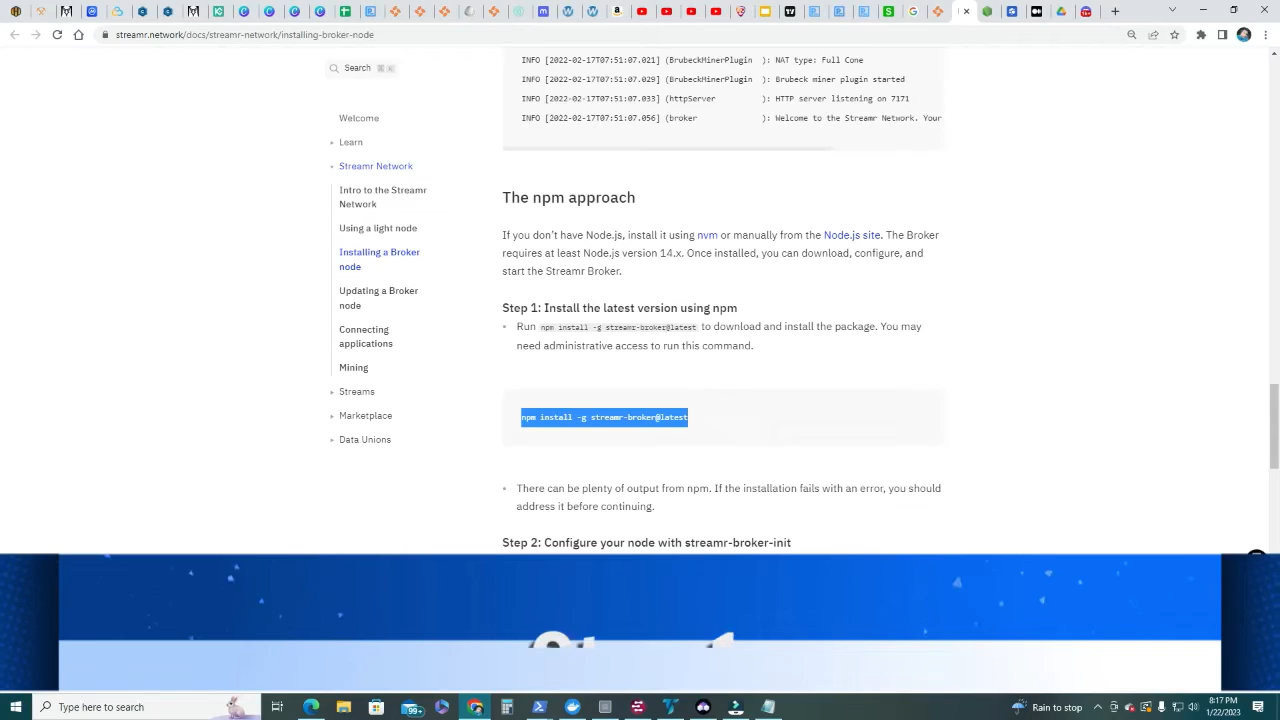 streamr.network/docs/streamr-network/installing-broker-node
Search ⌘ K
Welcome
Learn
Streamr Network
Intro to the Streamr
Network
Using a light node
Installing a Broker
node
Updating a Broker
node
Connecting
applications
Mining
Streams
Marketplace
Data Unions
INFO [2022-02-17T07:51:07.021] (BrubeckMinerPlugin ): NAT type: Full Cone
INFO [2022-02-17T07:51:07.029] (BrubeckMinerPlugin ): Brubeck miner plugin started
INFO [2022-02-17T07:51:07.033] (httpServer ): HTTP server listening on 7171
INFO [2022-02-17T07:51:07.056] (broker ): Welcome to the Streamr Network. Your
The npm approach
If you don’t have Node.js, install it using nvm or manually from the Node.js site. The Broker
requires at least Node.js version 14.x. Once installed, you can download, configure, and
start the Streamr Broker.
Step 1: Install the latest version using npm
Run npm install -g streamr-broker@latest to download and install the package. You may
need administrative access to run this command.
npm install -g streamr-broker@latest
There can be plenty of output from npm. If the installation fails with an error, you should
address it before continuing.
Step 2: Configure your node with streamr-broker-init
Type here to search
99+
Rain to stop
8:17 PM
1/22/2023